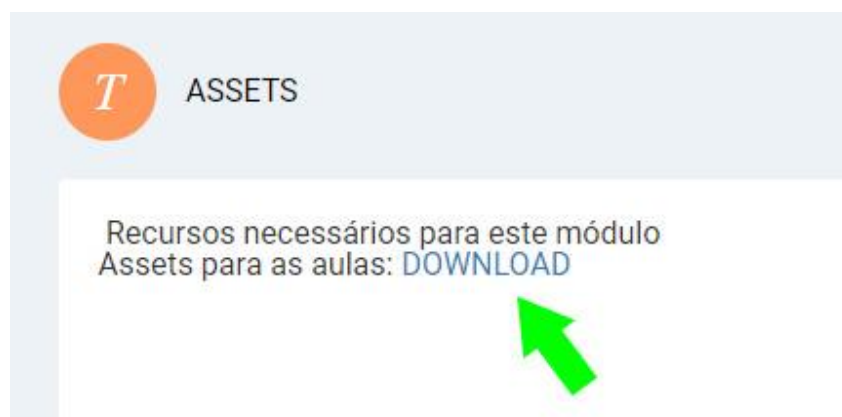 T
ASSETS
Recursos necessários para este módulo
Assets para as aulas: DOWNLOAD